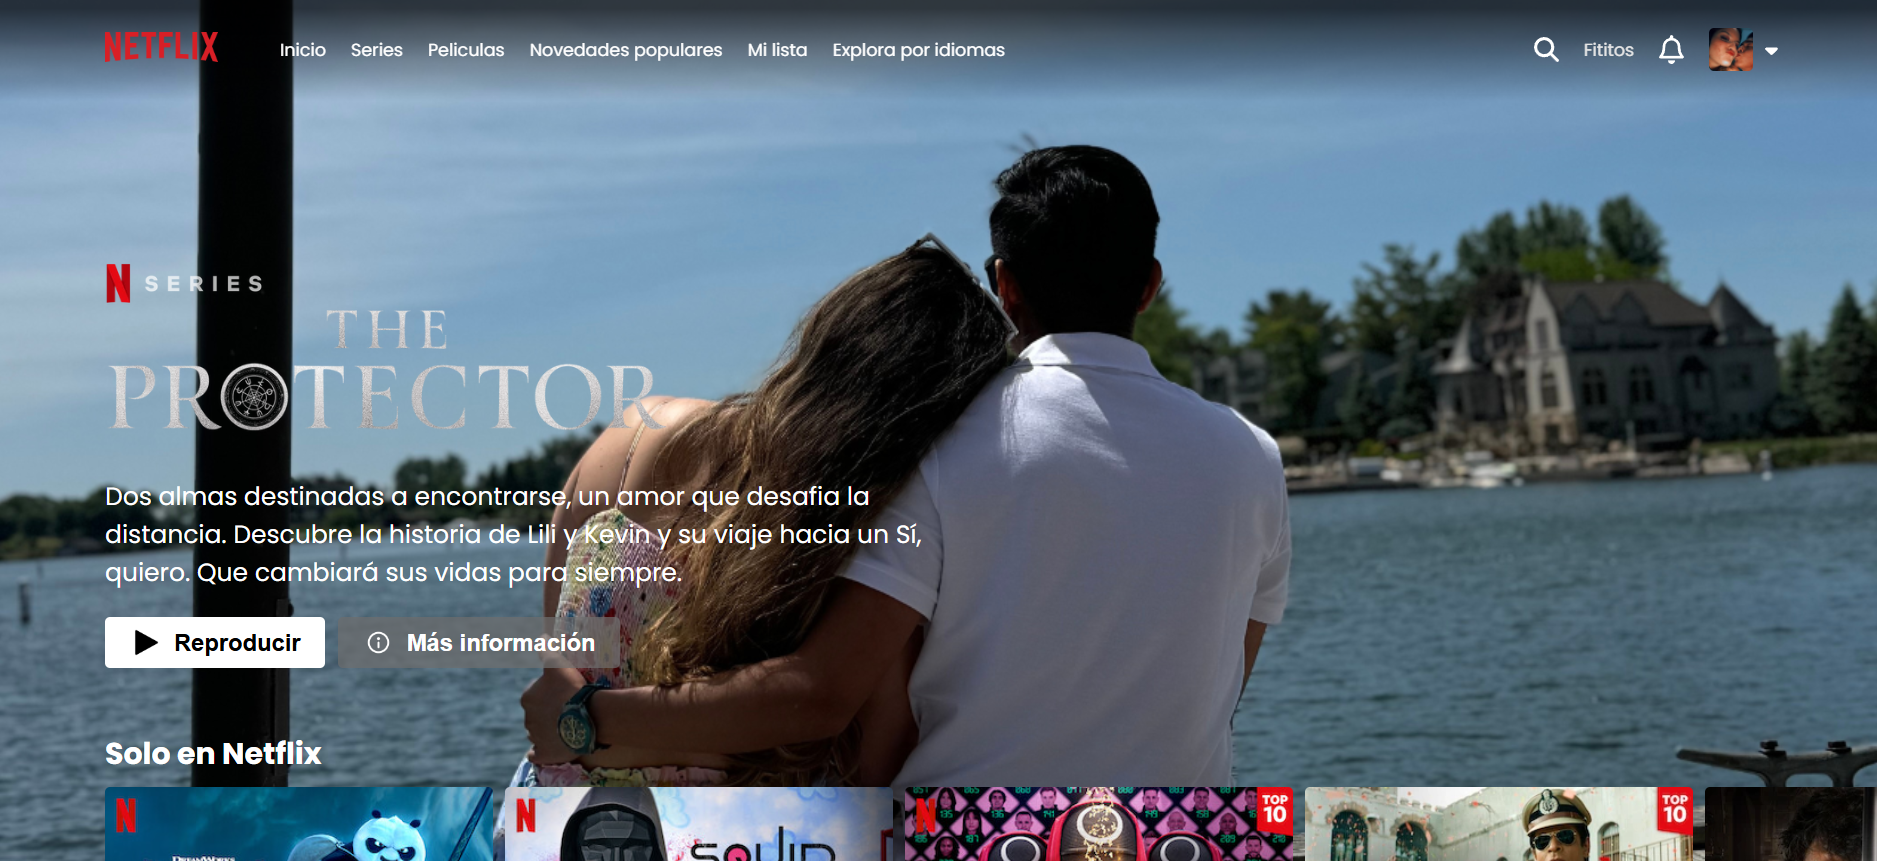 NETFLIX
Inicio Series Peliculas Novedades populares Mi lista Explora por idiomas
Fititos
N SERIES
THE
PROTECTOR
Dos almas destinadas a encontrarse, un amor que desafia la
distancia. Descubre la historia de Lili y Kevin y su viaje hacia un Sí,
quiero. Que cambiará sus vidas para siempre.
Reproducir
Más información
Solo en Netflix
N
N
N
TOP
10
TOP
10
DREAMWORKS
SQUID